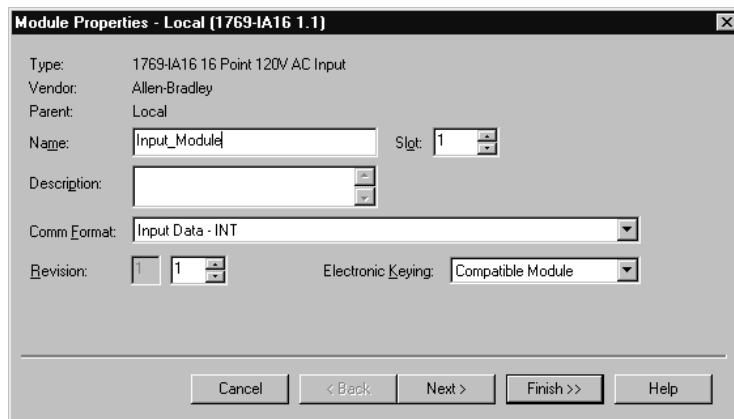 Module Properties - Local (1769-IA16 1.1)
Type: 1769-IA16 16 Point 120V AC Input
Vendor: Allen-Bradley
Parent: Local
Name: Input_Module Slot: 1
Description:
Comm Format: Input Data - INT
Revision: 1 1 Electronic Keying: Compatible Module
Cancel < Back Next > Finish >> Help